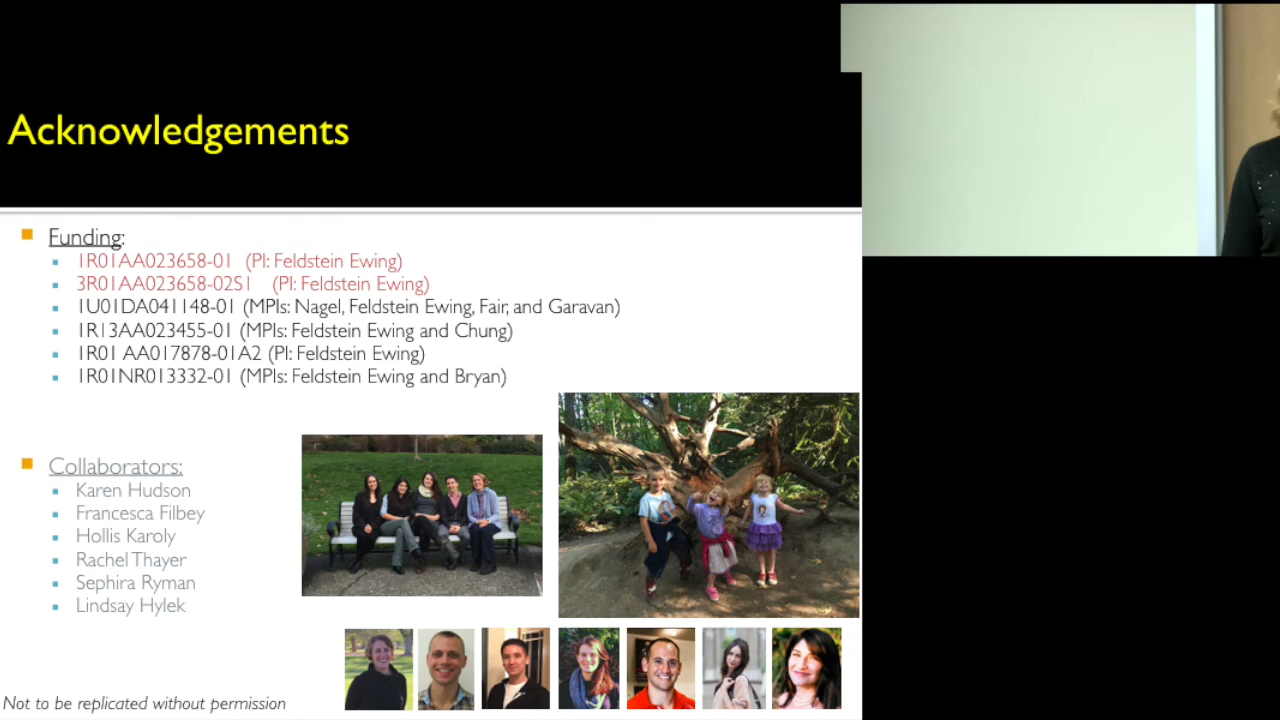 Acknowledgements
Funding:
1R01AA023658-01 (PI: Feldstein Ewing)
3R01AA023658-02S1 (PI: Feldstein Ewing)
1U01DA041148-01 (MPIs: Nagel, Feldstein Ewing, Fair, and Garavan)
1R13AA023455-01 (MPIs: Feldstein Ewing and Chung)
1R01 AA017878-01A2 (PI: Feldstein Ewing)
1R01NR013332-01 (MPIs: Feldstein Ewing and Bryan)
Collaborators:
Karen Hudson
Francesca Filbey
Hollis Karoly
Rachel Thayer
Sephira Ryman
Lindsay Hylek
Not to be replicated without permission